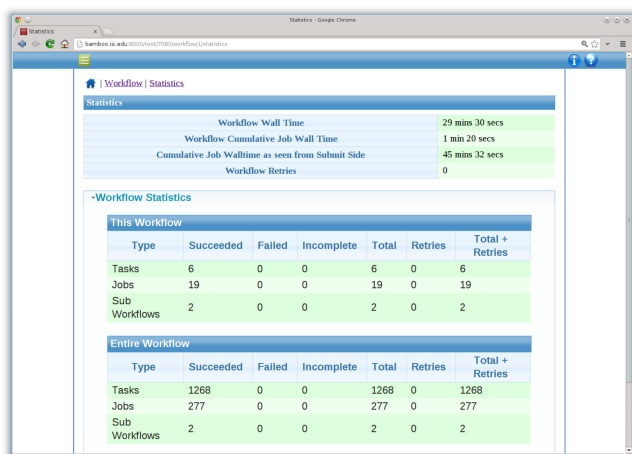 Statistics - Google Chrome
Statistics
bamboo.isi.edu:8000/root/7080/workflow/1/statistics
| Workflow | Statistics
Statistics
Workflow Wall Time 29 mins 30 secs
Workflow Cumulative Job Wall Time 1 min 20 secs
Cumulative Job Walltime as seen from Submit Side 45 mins 32 secs
Workflow Retries 0
-Workflow Statistics
This Workflow
Type Succeeded Failed Incomplete Total Retries Total +
Retries
Tasks 6 0 0 6 0 6
Jobs 19 0 0 19 0 19
Sub
Workflows 2 0 0 2 0 2
Entire Workflow
Type Succeeded Failed Incomplete Total Retries Total +
Retries
Tasks 1268 0 0 1268 0 1268
Jobs 277 0 0 277 0 277
Sub
Workflows 2 0 0 2 0 2